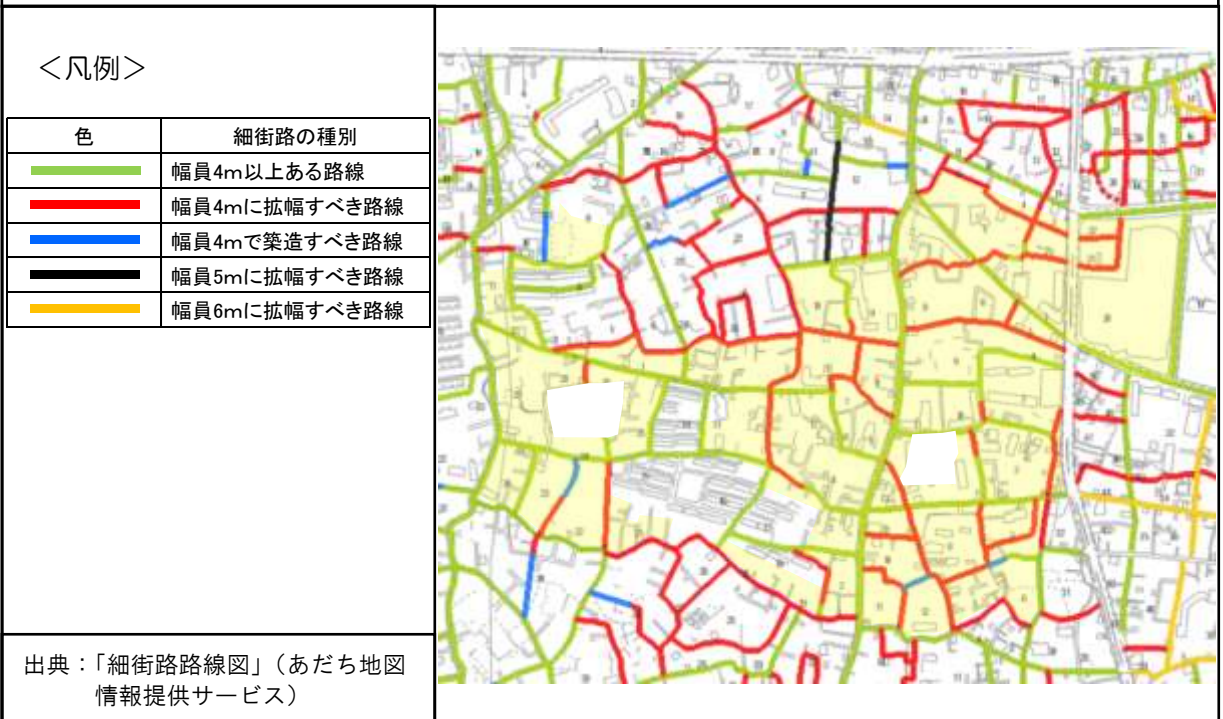 ＜凡例＞
色 細街路の種別
幅員4m以上ある路線
幅員4mに拡幅すべき路線
幅員4mで築造すべき路線
幅員5mに拡幅すべき路線
幅員6mに拡幅すべき路線
出典：「細街路路線図」（あだち地図
情報提供サービス）